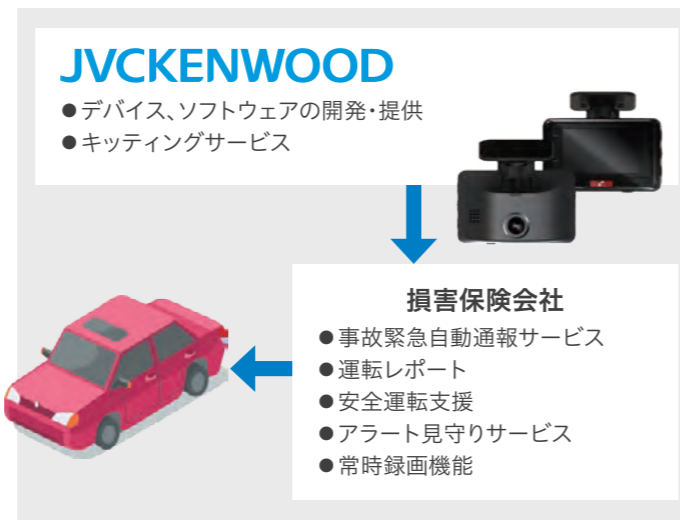 JVCKENWOOD
●デバイス、ソフトウェアの開発・提供
●キッティングサービス
損害保険会社
●事故緊急自動通報サービス
●運転レポート
●安全運転支援
●アラート見守りサービス
●常時録画機能